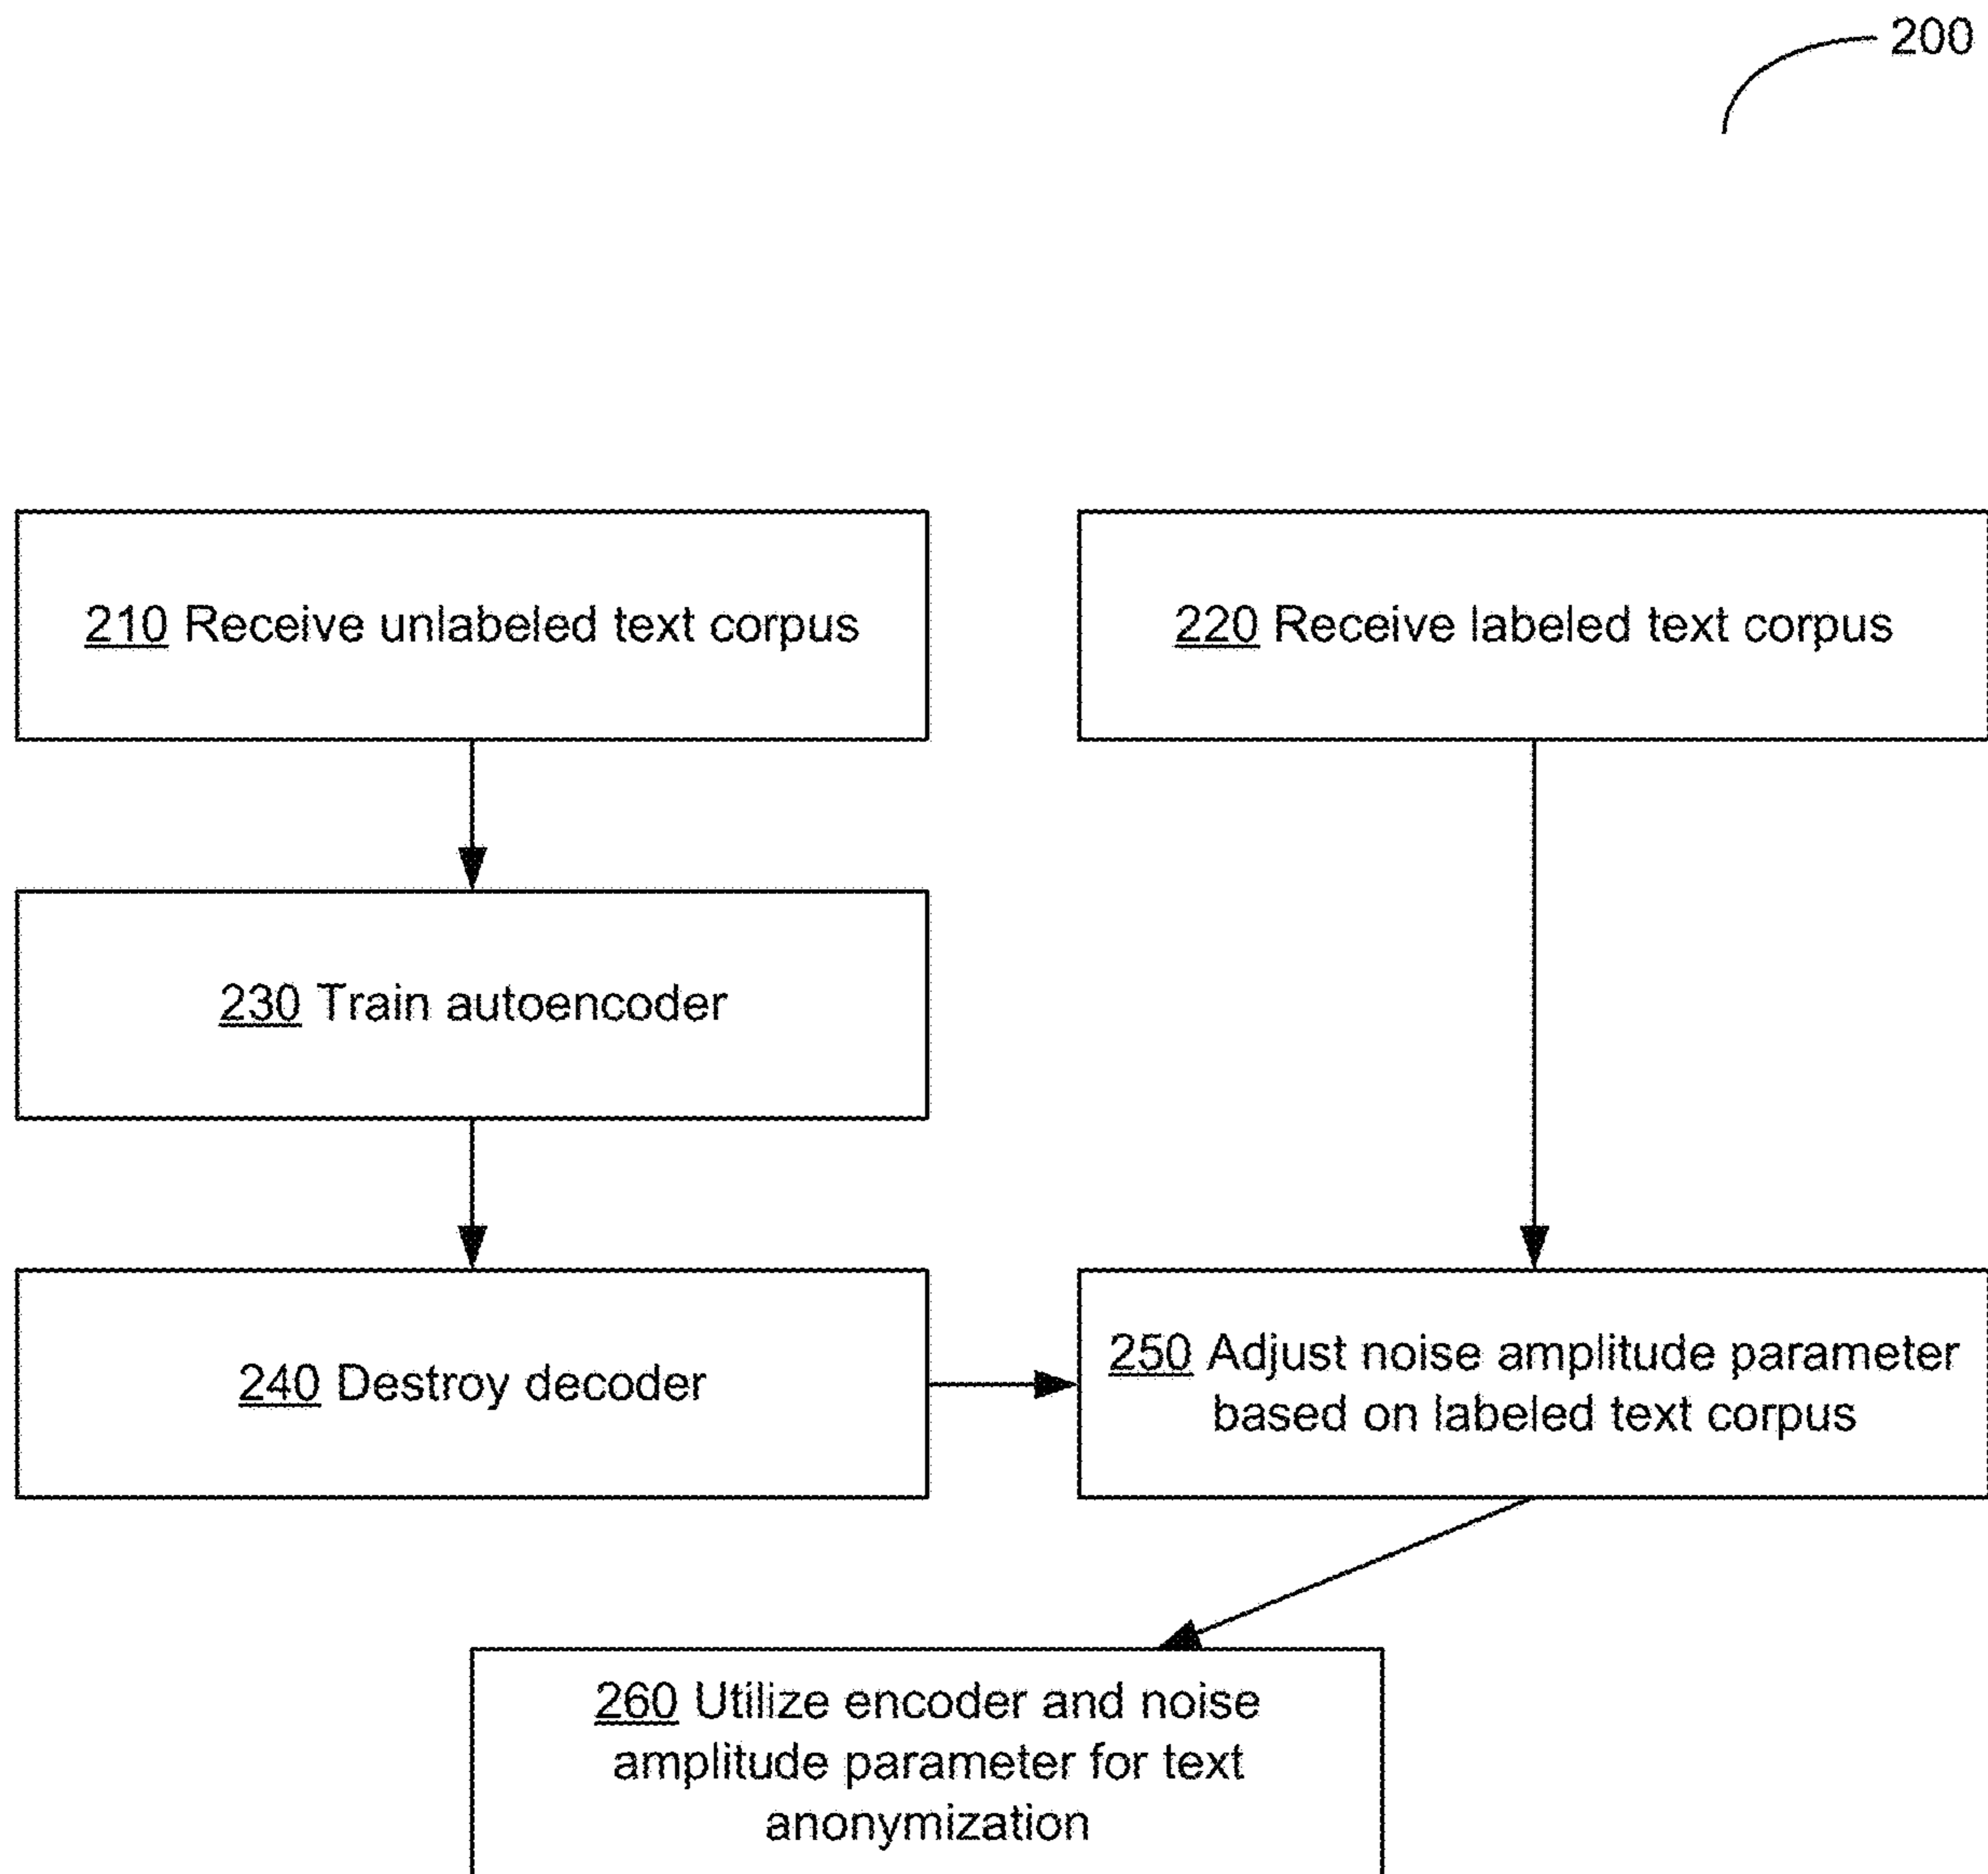 200
210 Receive unlabeled text corpus
220 Receive labeled text corpus
230 Train autoencoder
240 Destroy decoder
250 Adjust noise amplitude parameter
based on labeled text corpus
260 Utilize encoder and noise
amplitude parameter for text
anonymization